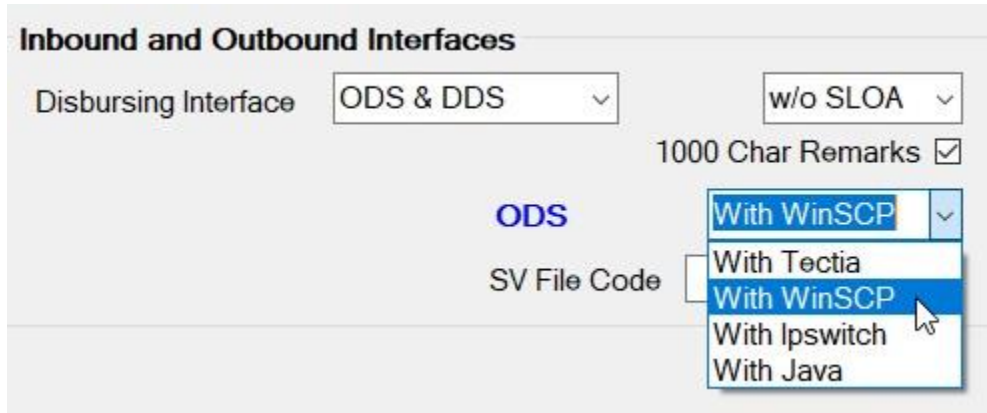 Inbound and Outbound Interfaces
Disbursing Interface ODS & DDS w/o SLOA
1000 Char Remarks
ODS With WinSCP
With Tectia
SV File Code With WinSCP
With Ipswitch
With Java